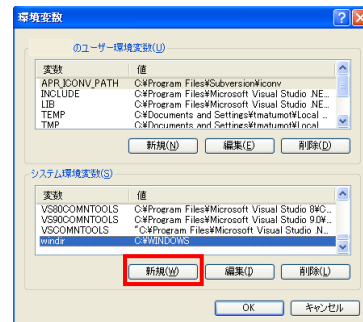 環境変数
のユーザー環境変数(U)
変数 値
APR_ICONV_PATH C:¥Program Files¥Subversion¥iconv
INCLUDE C:¥Program Files¥Microsoft Visual Studio .NE...
LIB C:¥Program Files¥Microsoft Visual Studio .NE...
TEMP C:¥Documents and Settings¥tmatumot¥Local ...
TMP C:¥Documents and Settings¥tmatumot¥Local ...
新規(N) 編集(E) 削除(D)
システム環境変数(S)
変数 値
VS80COMNTOOLS C:¥Program Files¥Microsoft Visual Studio 8¥C...
VS90COMNTOOLS C:¥Program Files¥Microsoft Visual Studio 9.0¥...
VSCOMNTOOLS "C:¥Program Files¥Microsoft Visual Studio .N...
windir C:¥WINDOWS
新規(W) 編集(I) 削除(L)
OK キャンセル